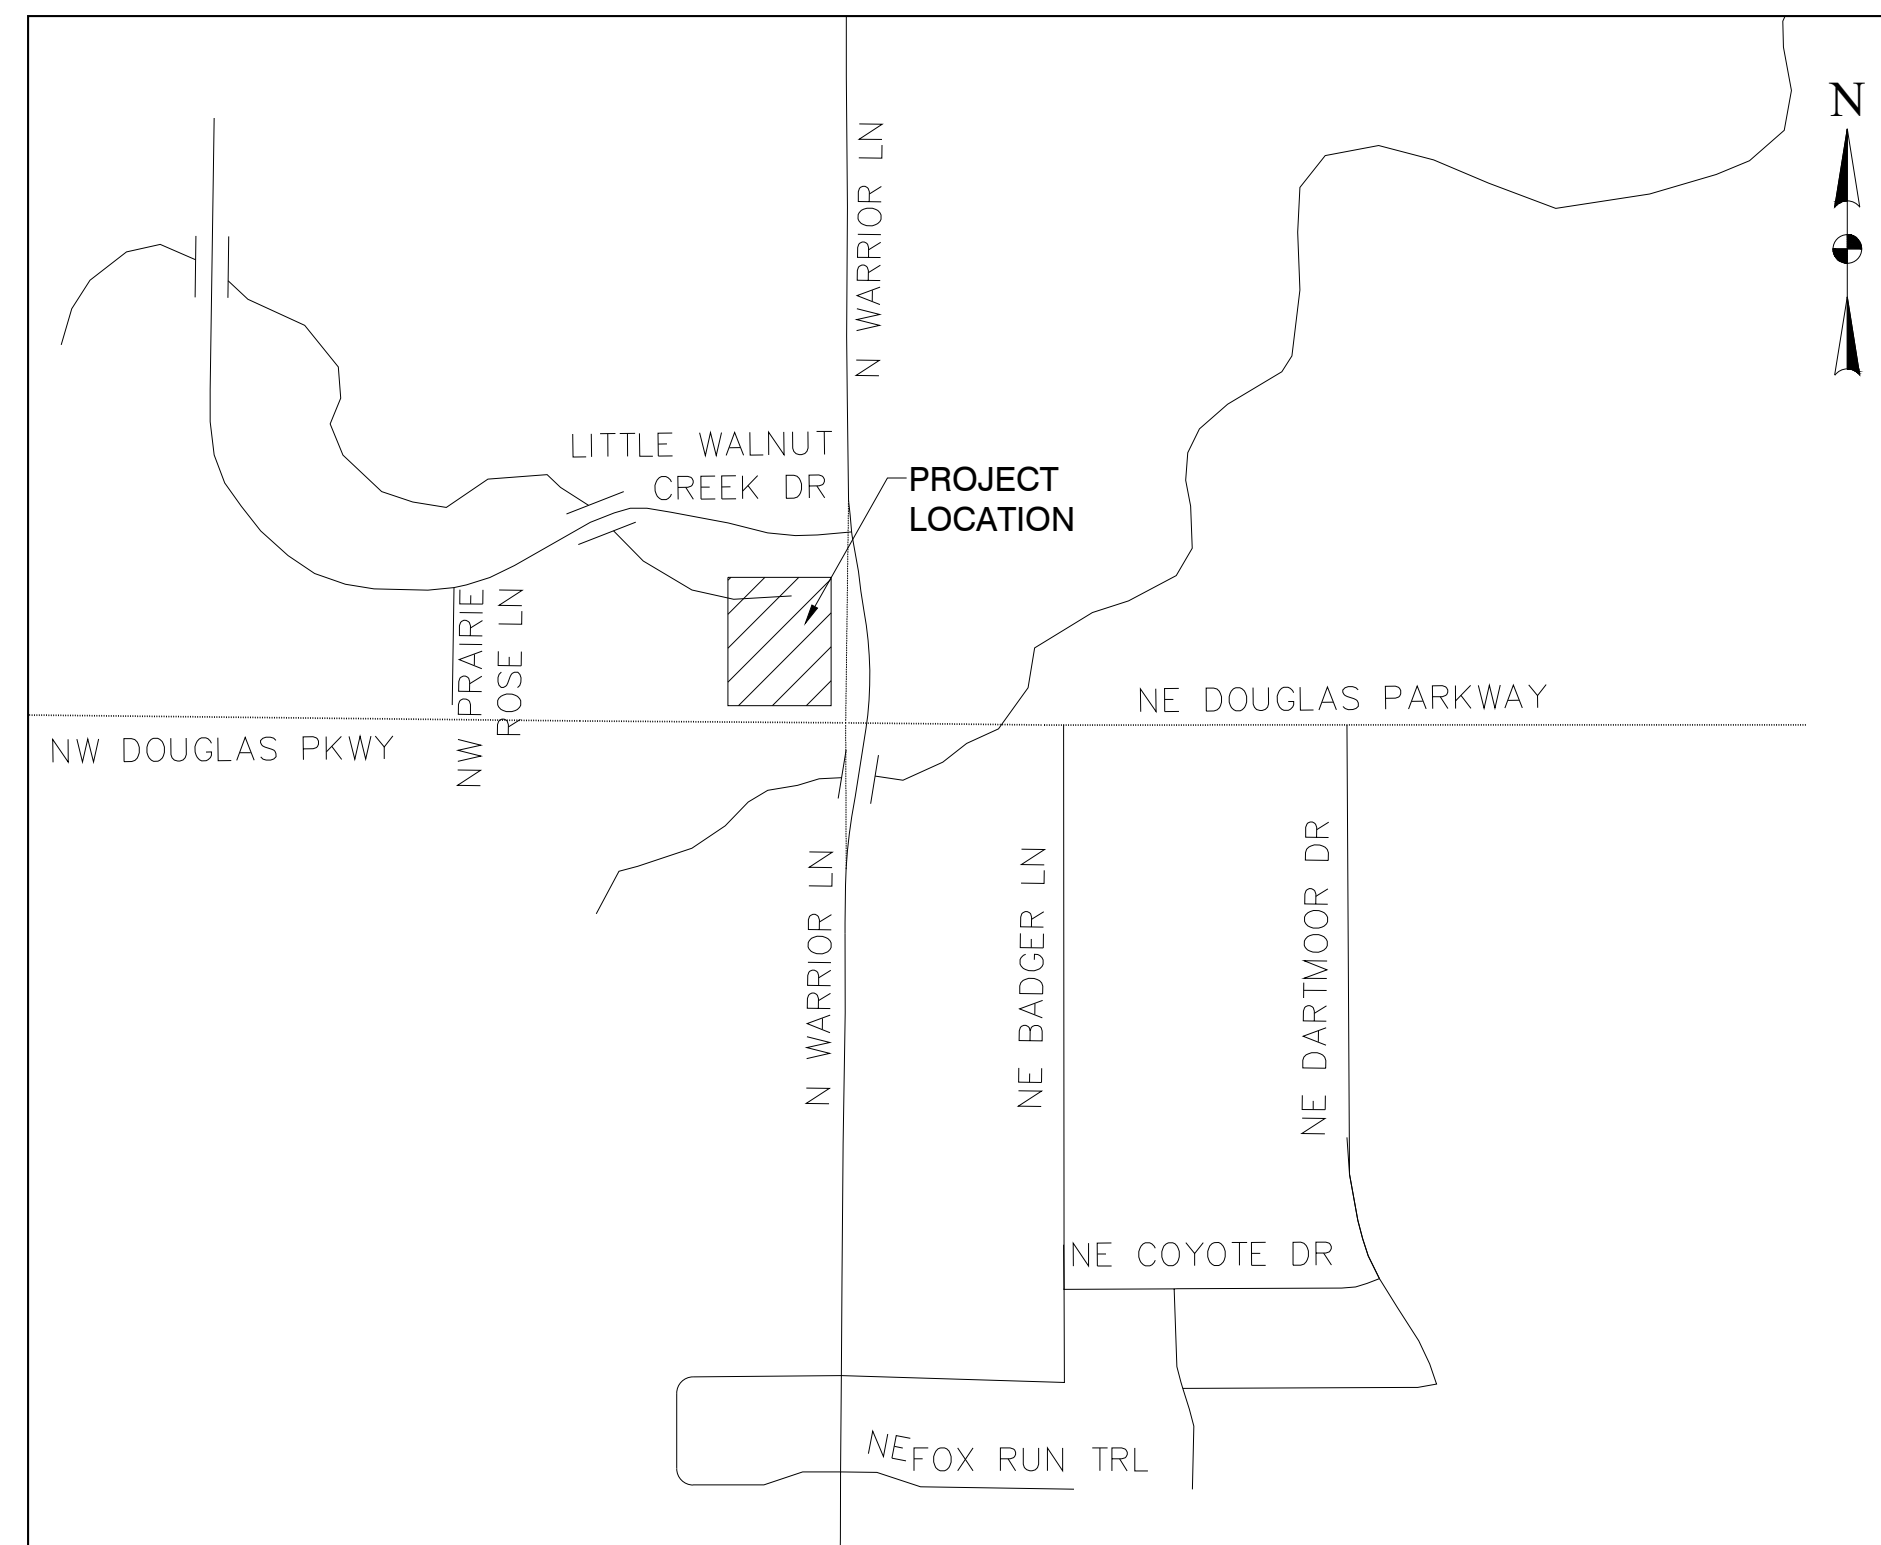 N
N WARRIOR LN
LITTLE WALNUT
CREEK DR
PROJECT
LOCATION
NW PRAIRIE
ROSE LN
NE DOUGLAS PARKWAY
NW DOUGLAS PKWY
N WARRIOR LN
NE BADGER LN
NE DARTMOOR DR
NE COYOTE DR
NE FOX RUN TRL